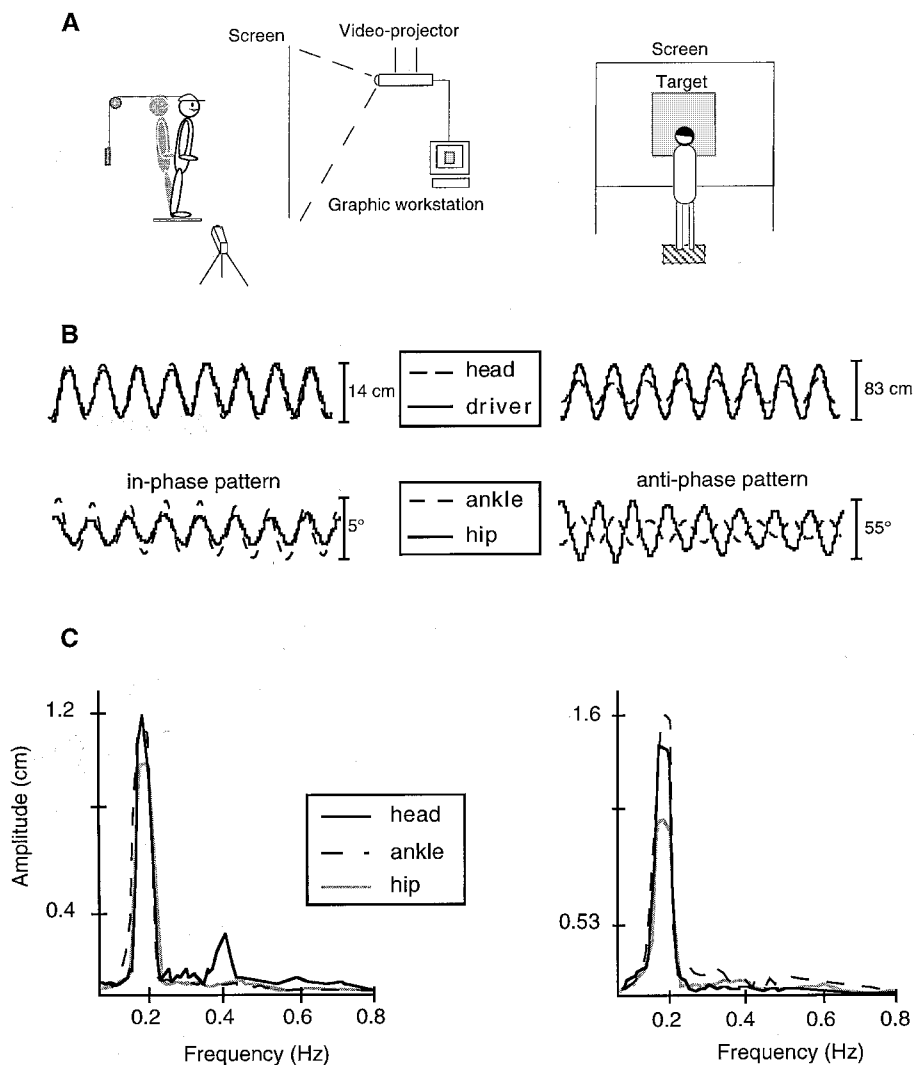 A
Screen
Video-projector
Graphic workstation
Screen
Target
B
14 cm
head
driver
83 cm
in-phase pattern
5°
ankle
hip
anti-phase pattern
55°
C
Amplitude (cm)
1.2
0.4
head
ankle
hip
0.2 0.4 0.6 0.8
Frequency (Hz)
1.6
0.53
0.2 0.4 0.6 0.8
Frequency (Hz)